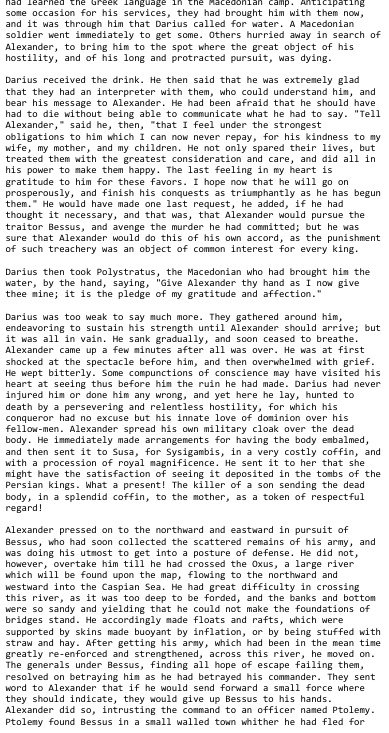 had learned the Greek language in the Macedonian camp. Anticipating
some occasion for his services, they had brought him with them now,
and it was through him that Darius called for water. A Macedonian
soldier went immediately to get some. Others hurried away in search of
Alexander, to bring him to the spot where the great object of his
hostility, and of his long and protracted pursuit, was dying.

Darius received the drink. He then said that he was extremely glad
that they had an interpreter with them, who could understand him, and
bear his message to Alexander. He had been afraid that he should have
had to die without being able to communicate what he had to say. "Tell
Alexander," said he, then, "that I feel under the strongest
obligations to him which I can now never repay, for his kindness to my
wife, my mother, and my children. He not only spared their lives, but
treated them with the greatest consideration and care, and did all in
his power to make them happy. The last feeling in my heart is
gratitude to him for these favors. I hope now that he will go on
prosperously, and finish his conquests as triumphantly as he has begun
them." He would have made one last request, he added, if he had
thought it necessary, and that was, that Alexander would pursue the
traitor Bessus, and avenge the murder he had committed; but he was
sure that Alexander would do this of his own accord, as the punishment
of such treachery was an object of common interest for every king.

Darius then took Polystratus, the Macedonian who had brought him the
water, by the hand, saying, "Give Alexander thy hand as I now give
thee mine; it is the pledge of my gratitude and affection."

Darius was too weak to say much more. They gathered around him,
endeavoring to sustain his strength until Alexander should arrive; but
it was all in vain. He sank gradually, and soon ceased to breathe.
Alexander came up a few minutes after all was over. He was at first
shocked at the spectacle before him, and then overwhelmed with grief.
He wept bitterly. Some compunctions of conscience may have visited his
heart at seeing thus before him the ruin he had made. Darius had never
injured him or done him any wrong, and yet here he lay, hunted to
death by a persevering and relentless hostility, for which his
conqueror had no excuse but his innate love of dominion over his
fellow-men. Alexander spread his own military cloak over the dead
body. He immediately made arrangements for having the body embalmed,
and then sent it to Susa, for Sysigambis, in a very costly coffin, and
with a procession of royal magnificence. He sent it to her that she
might have the satisfaction of seeing it deposited in the tombs of the
Persian kings. What a present! The killer of a son sending the dead
body, in a splendid coffin, to the mother, as a token of respectful
regard!

Alexander pressed on to the northward and eastward in pursuit of
Bessus, who had soon collected the scattered remains of his army, and
was doing his utmost to get into a posture of defense. He did not,
however, overtake him till he had crossed the Oxus, a large river
which will be found upon the map, flowing to the northward and
westward into the Caspian Sea. He had great difficulty in crossing
this river, as it was too deep to be forded, and the banks and bottom
were so sandy and yielding that he could not make the foundations of
bridges stand. He accordingly made floats and rafts, which were
supported by skins made buoyant by inflation, or by being stuffed with
straw and hay. After getting his army, which had been in the mean time
greatly re-enforced and strengthened, across this river, he moved on.
The generals under Bessus, finding all hope of escape failing them,
resolved on betraying him as he had betrayed his commander. They sent
word to Alexander that if he would send forward a small force where
they should indicate, they would give up Bessus to his hands.
Alexander did so, intrusting the command to an officer named Ptolemy.
Ptolemy found Bessus in a small walled town whither he had fled for